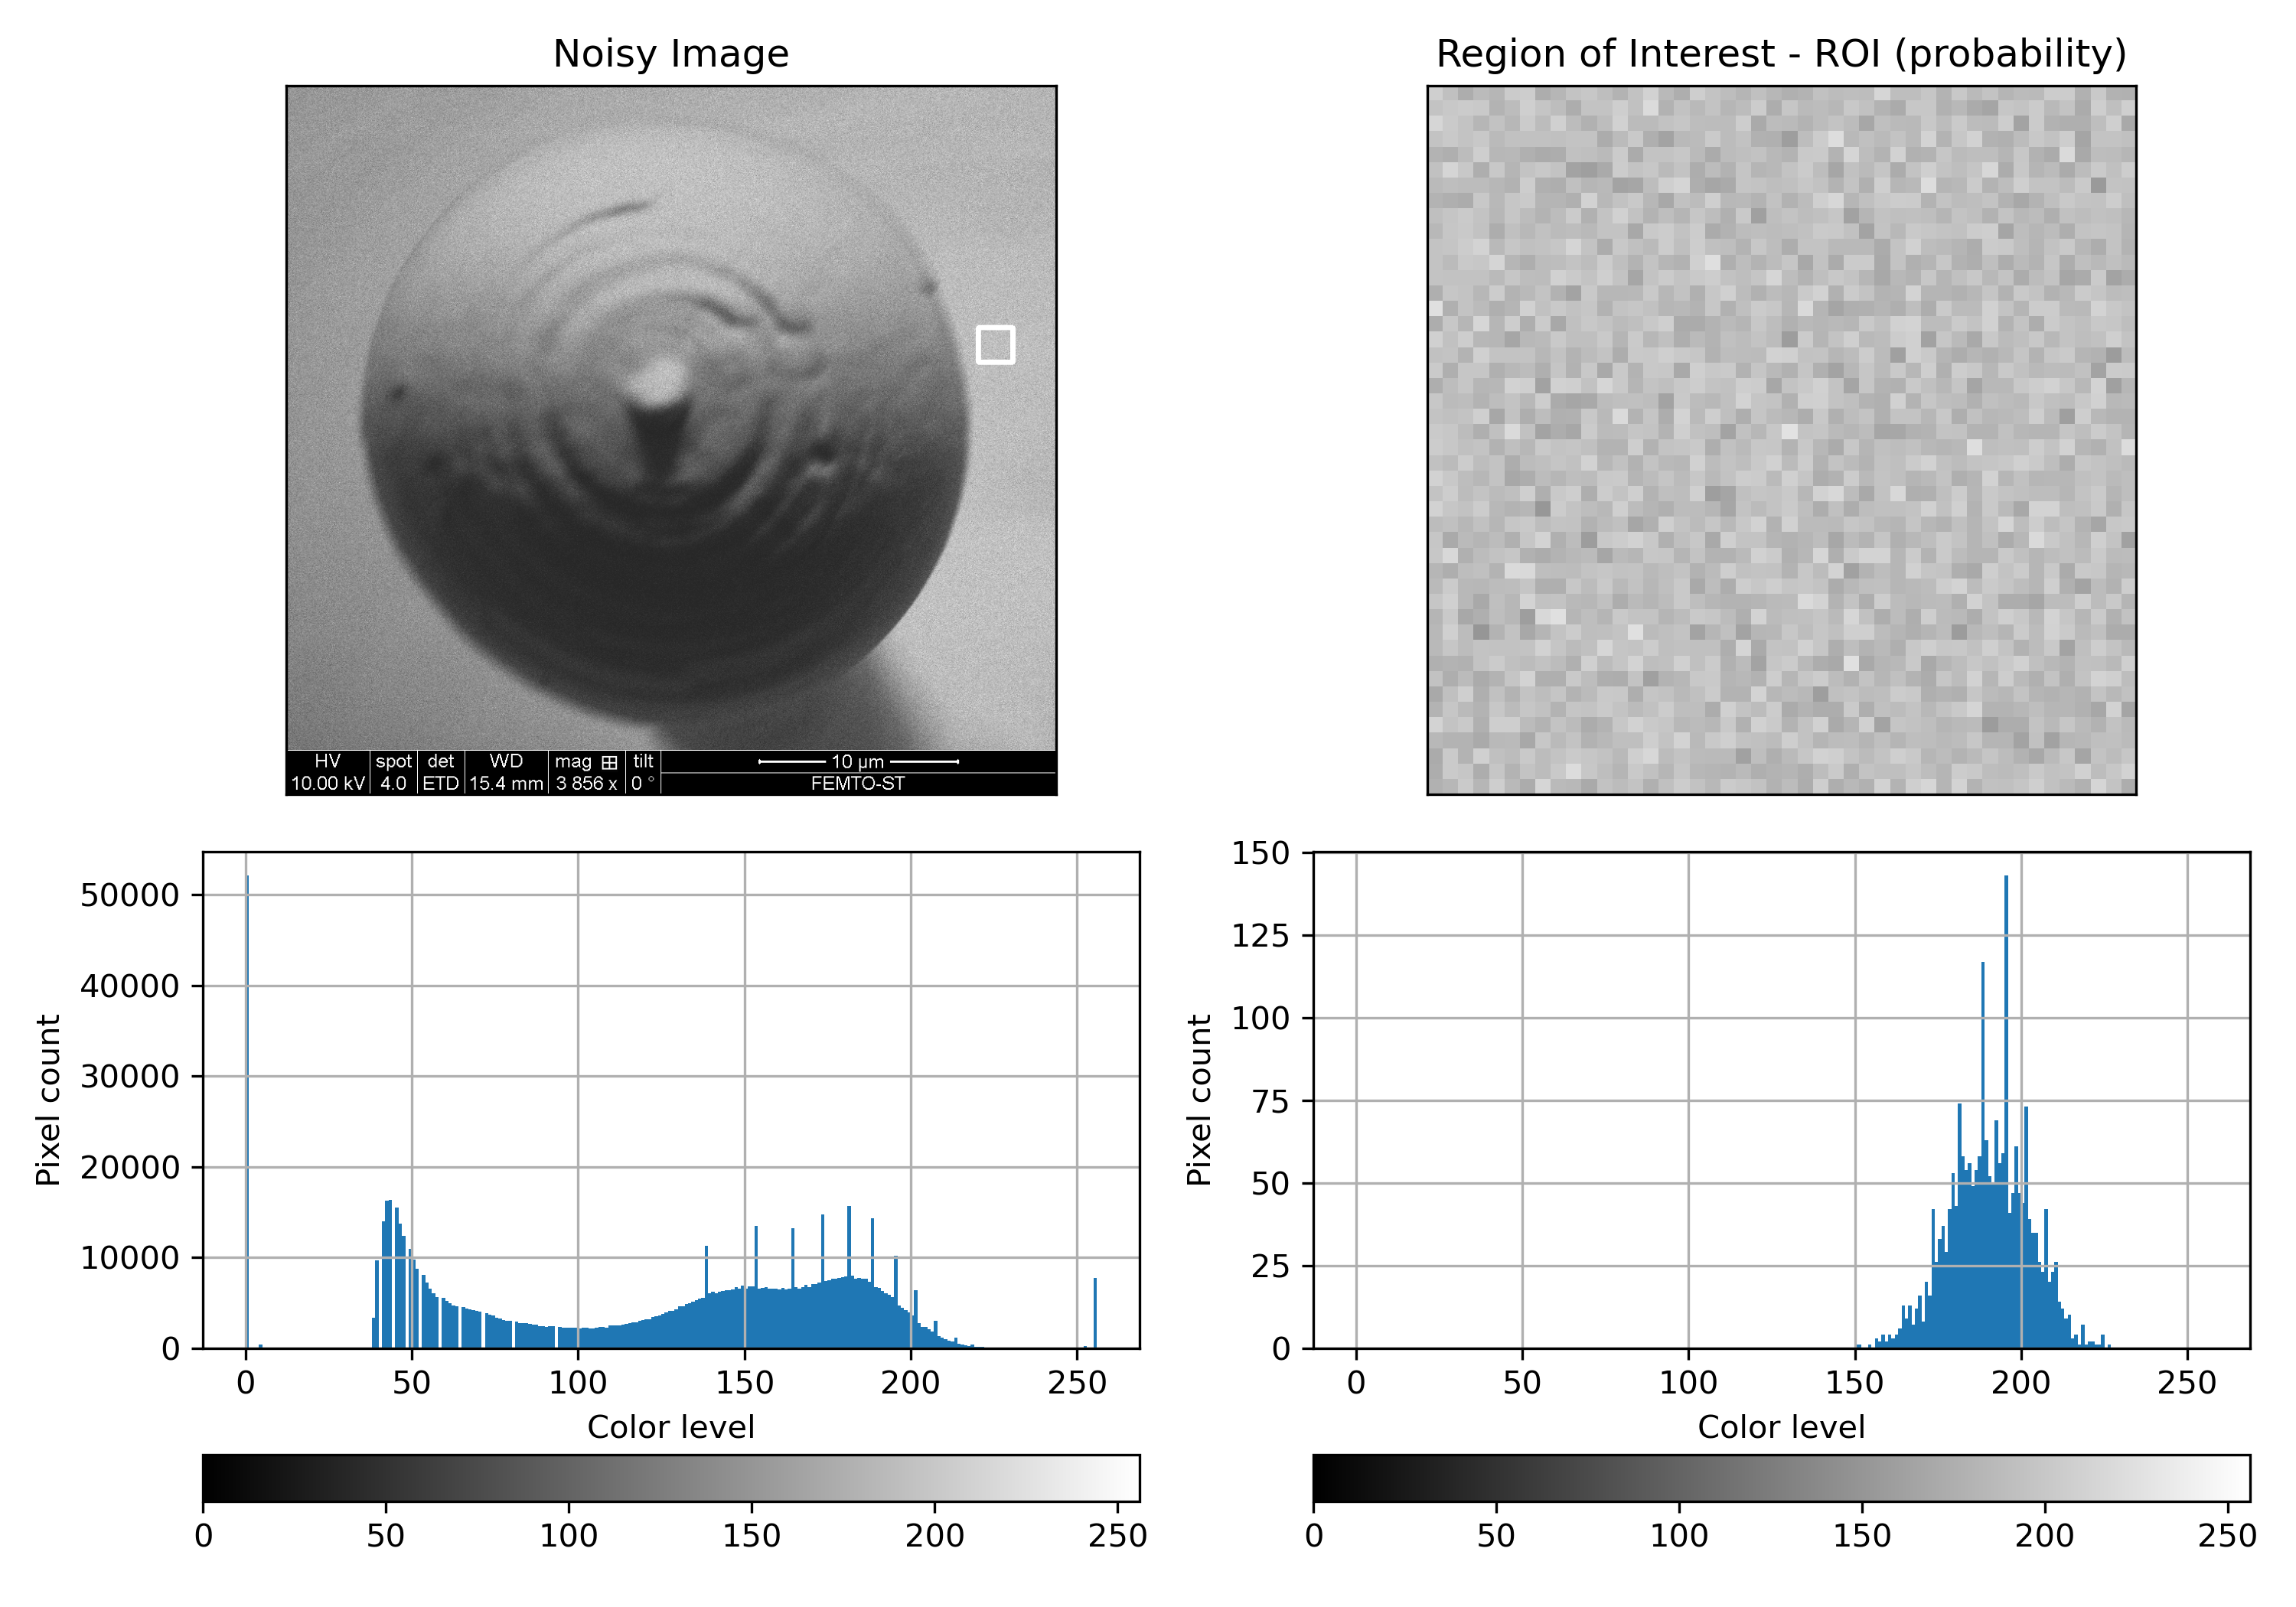 Noisy Image
HV spot det WD mag ⊞ tilt 10 µm
10.00 kV 4.0 ETD 15.4 mm 3 856 x 0 ° FEMTO-ST
Region of Interest - ROI (probability)
Pixel count
50000
40000
30000
20000
10000
0
0 50 100 150 200 250
Color level
0 50 100 150 200 250
Pixel count
150
125
100
75
50
25
0
0 50 100 150 200 250
Color level
0 50 100 150 200 250